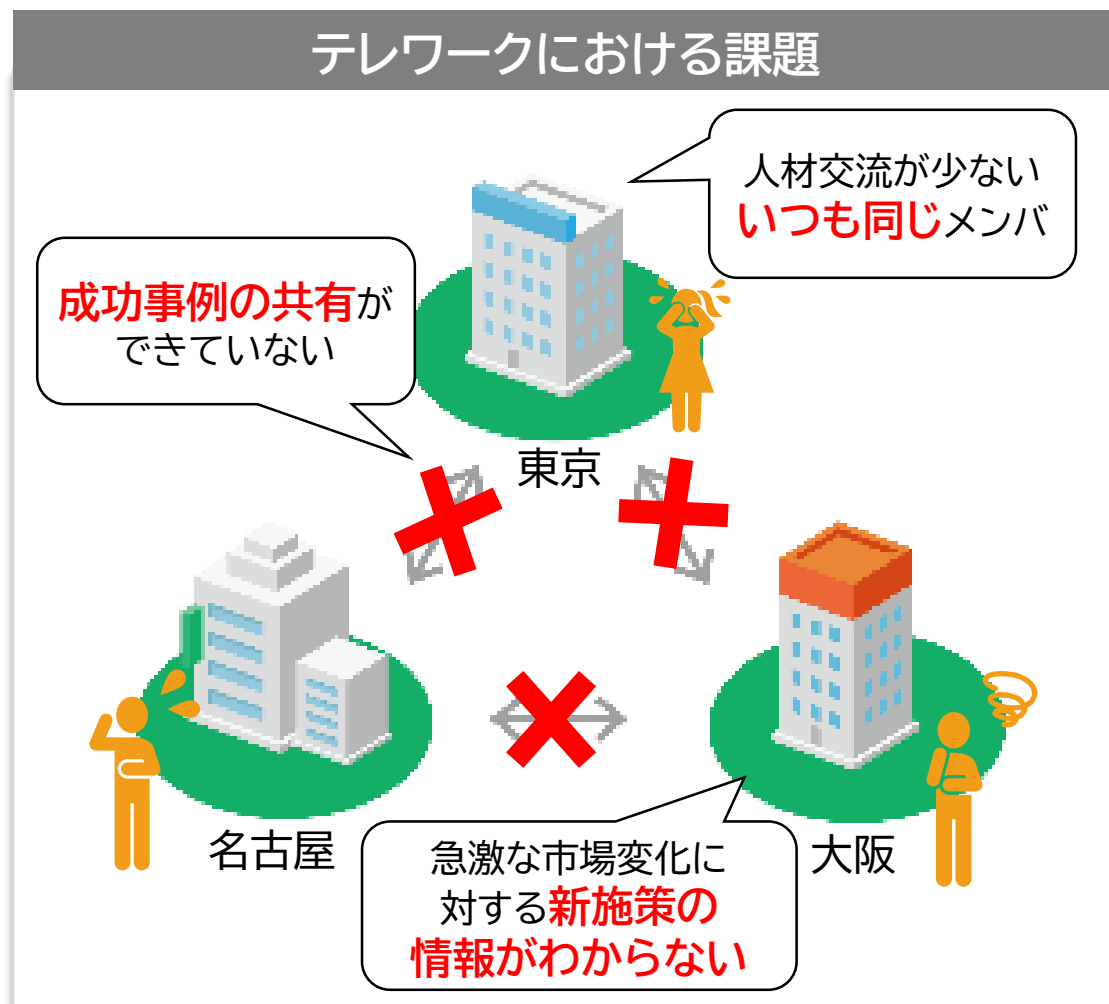 テレワークにおける課題
人材交流が少ない
いつも同じメンバ
成功事例の共有が
できていない
東京
名古屋
大阪
急激な市場変化に
対する新施策の
情報がわからない